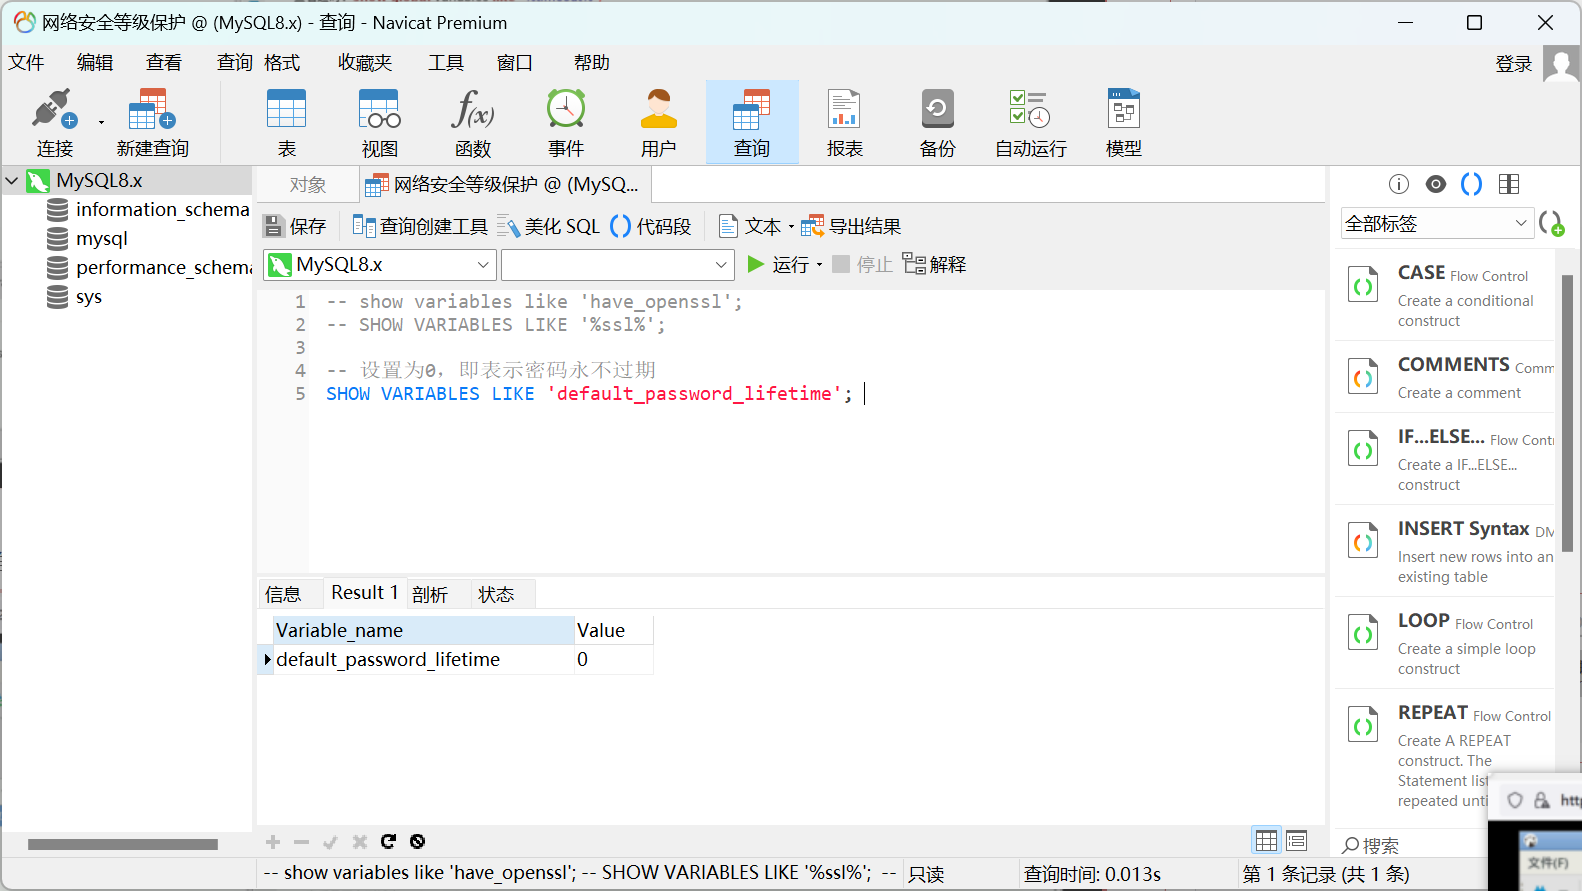 网络安全等级保护 @ (MySQL8.x) - 查询 - Navicat Premium
文件 编辑 查看 查询 格式 收藏夹 工具 窗口 帮助 登录
连接 新建查询 表 视图 函数 事件 用户 查询 报表 备份 自动运行 模型
MySQL8.x
information_schema
mysql
performance_schema
sys
对象 网络安全等级保护 @ (MySQ...
保存 查询创建工具 美化 SQL 代码段 文本 导出结果
MySQL8.x 运行 停止 解释
1 -- show variables like 'have_openssl';
2 -- SHOW VARIABLES LIKE '%ssl%';
3
4 -- 设置为0，即表示密码永不过期
5 SHOW VARIABLES LIKE 'default_password_lifetime';
信息 Result 1 剖析 状态
Variable_name Value
default_password_lifetime 0
全部标签
CASE Flow Control
Create a conditional
construct
COMMENTS Comm
Create a comment
IF...ELSE... Flow Cont
Create a IF...ELSE...
construct
INSERT Syntax DM
Insert new rows into an
existing table
LOOP Flow Control
Create a simple loop
construct
REPEAT Flow Control
Create A REPEAT
construct. The
Statement list
repeated unti
搜索
http
文件(F)
-- show variables like 'have_openssl'; -- SHOW VARIABLES LIKE '%ssl%'; -- 只读 查询时间: 0.013s 第 1 条记录 (共 1 条)